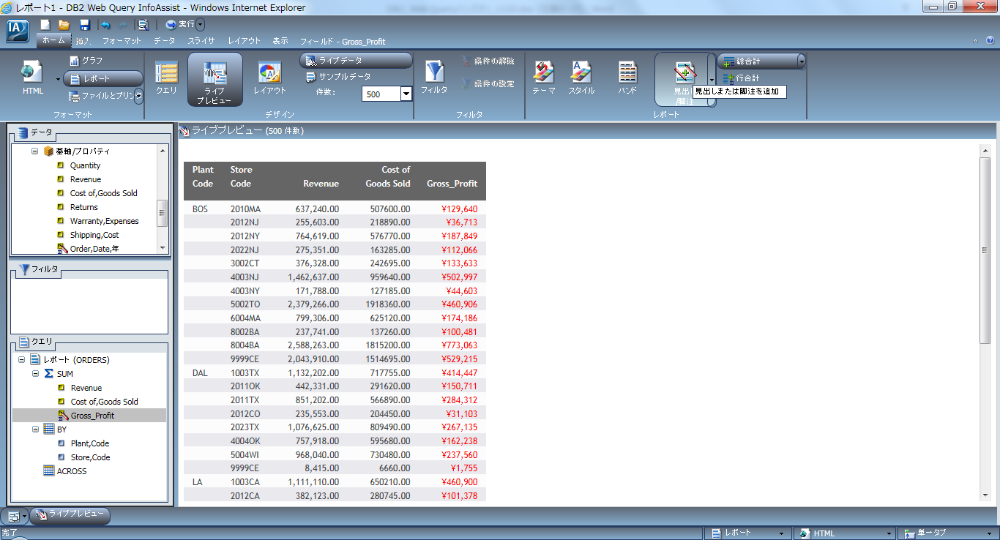 レポート1 - DB2 Web Query InfoAssist - Windows Internet Explorer
IA
実行
ホーム 挿入 フォーマット データ スライサ レイアウト 表示 フィールド - Gross_Profit
HTML
グラフ
レポート
ファイルとプリン
フォーマット
クエリ
ライブ
プレビュー
レイアウト
ライブデータ
サンプルデータ
件数: 500
デザイン
フィルタ
条件の解除
条件の設定
フィルタ
テーマ
スタイル
バンド
見出し
/脚注
総合計
行合計
見出しまたは脚注を追加
レポート
データ
基軸/プロパティ
Quantity
Revenue
Cost of,Goods Sold
Returns
Warranty,Expenses
Shipping,Cost
Order,Date,年
フィルタ
クエリ
レポート (ORDERS)
SUM
Revenue
Cost of,Goods Sold
Gross_Profit
BY
Plant,Code
Store,Code
ACROSS
ライブプレビュー (500 件数)
Plant Store Cost of
Code Code Revenue Goods Sold Gross_Profit
BOS 2010MA 637,240.00 507600.00 ¥129,640
2012NJ 255,603.00 218890.00 ¥36,713
2012NY 764,619.00 576770.00 ¥187,849
2022NJ 275,351.00 163285.00 ¥112,066
3002CT 376,328.00 242695.00 ¥133,633
4003NJ 1,462,637.00 959640.00 ¥502,997
4003NY 171,788.00 127185.00 ¥44,603
5002TO 2,379,266.00 1918360.00 ¥460,906
6004MA 799,306.00 625120.00 ¥174,186
8002BA 237,741.00 137260.00 ¥100,481
8004BA 2,588,263.00 1815200.00 ¥773,063
9999CE 2,043,910.00 1514695.00 ¥529,215
DAL 1003TX 1,132,202.00 717755.00 ¥414,447
2011OK 442,331.00 291620.00 ¥150,711
2011TX 851,202.00 566890.00 ¥284,312
2012CO 235,553.00 204450.00 ¥31,103
2023TX 1,076,625.00 809490.00 ¥267,135
4004OK 757,918.00 595680.00 ¥162,238
5004WI 968,040.00 730480.00 ¥237,560
9999CE 8,415.00 6660.00 ¥1,755
LA 1003CA 1,111,110.00 650210.00 ¥460,900
2012CA 382,123.00 280745.00 ¥101,378
ライブプレビュー
完了 レポート HTML 単一タブ